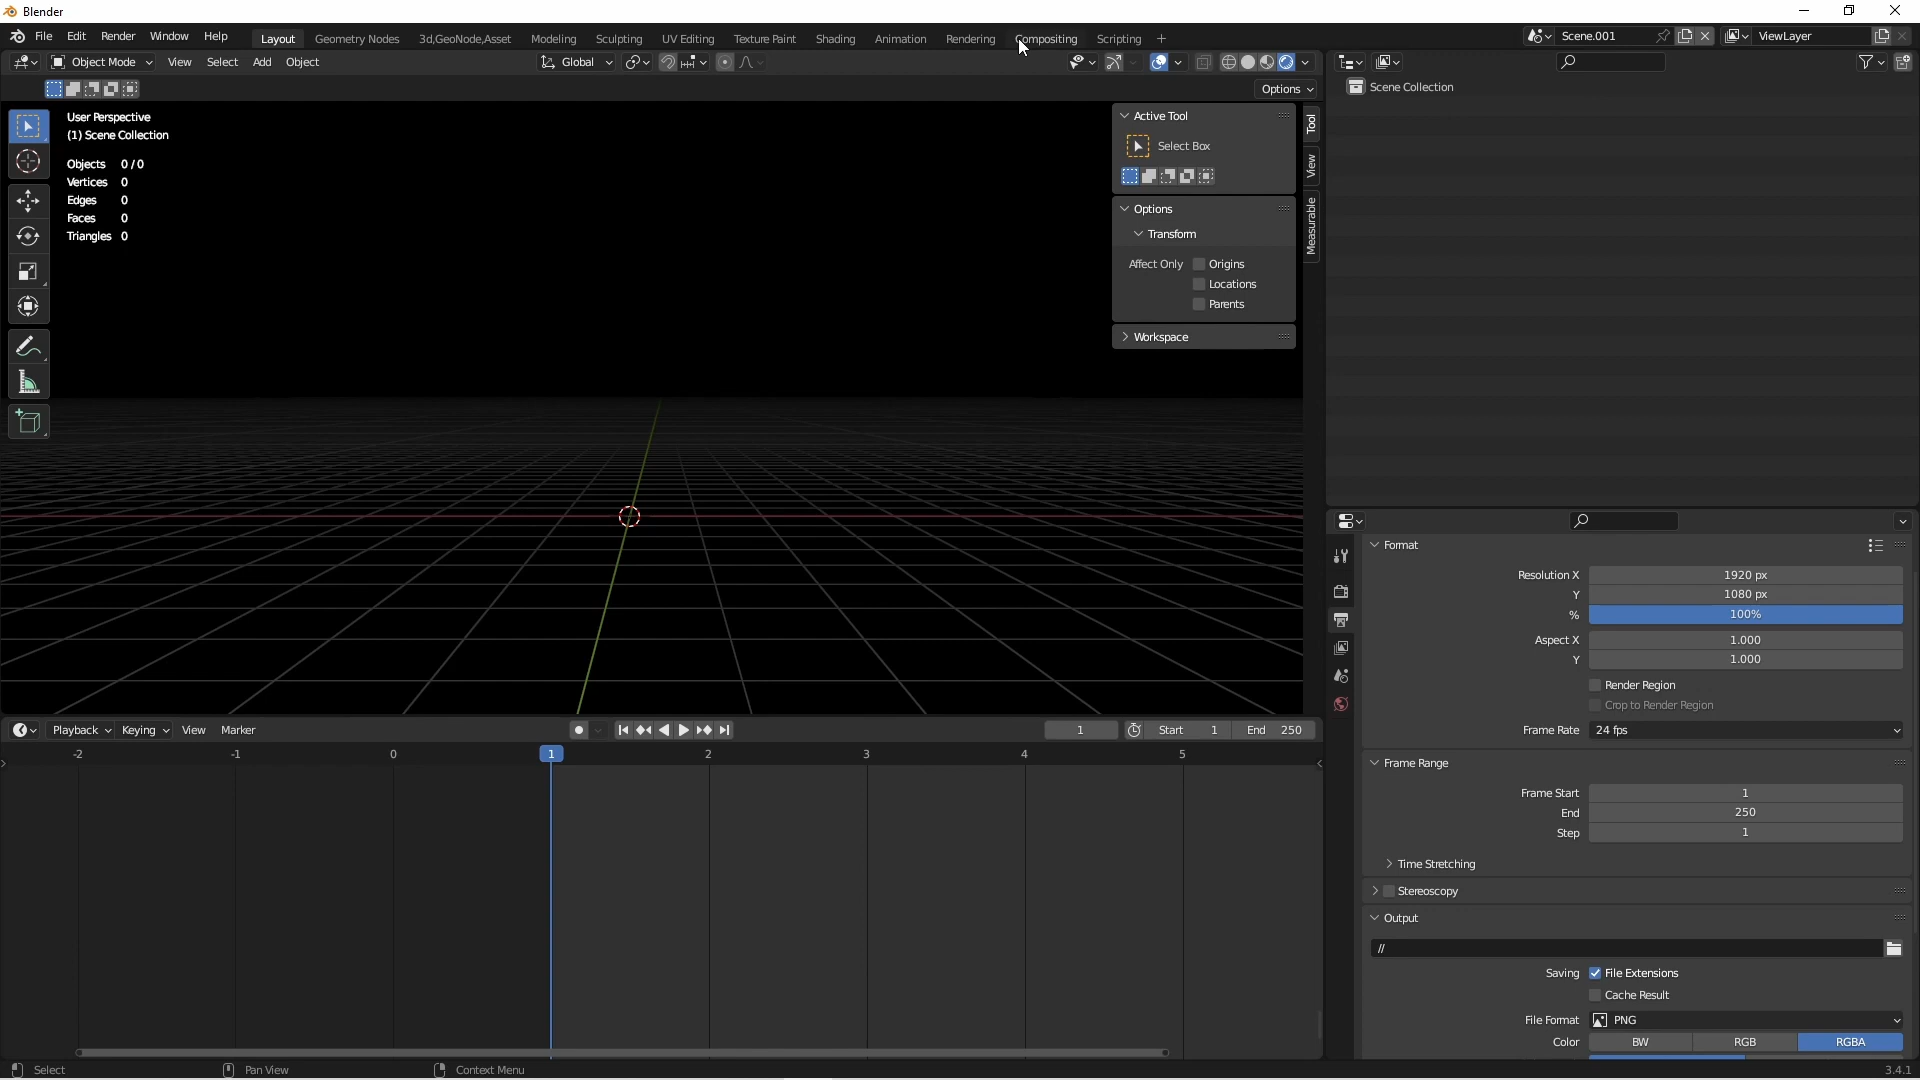 Blender
File Edit Render Window Help Layout Geometry Nodes 3d,GeoNode,Asset Modeling Sculpting UV Editing Texture Paint Shading Animation Rendering Compositing Scripting + Scene.001 ViewLayer
Object Mode View Select Add Object Global
Options
User Perspective
(1) Scene Collection
Objects 0/0
Vertices 0
Edges 0
Faces 0
Triangles 0
Active Tool
Select Box
Options
Transform
Affect Only Origins
Locations
Parents
Workspace
Tool
View
Measurable
Scene Collection
Format
Resolution X 1920 px
Y 1080 px
% 100%
Aspect X 1.000
Y 1.000
Render Region
Crop to Render Region
Frame Rate 24 fps
Frame Range
Frame Start 1
End 250
Step 1
Time Stretching
Stereoscopy
Output
//
Saving File Extensions
Cache Result
File Format PNG
Color BW RGB RGBA
Playback Keying View Marker 1 Start 1 End 250
-2 -1 0 1 2 3 4 5
Select Pan View Context Menu 3.4.1